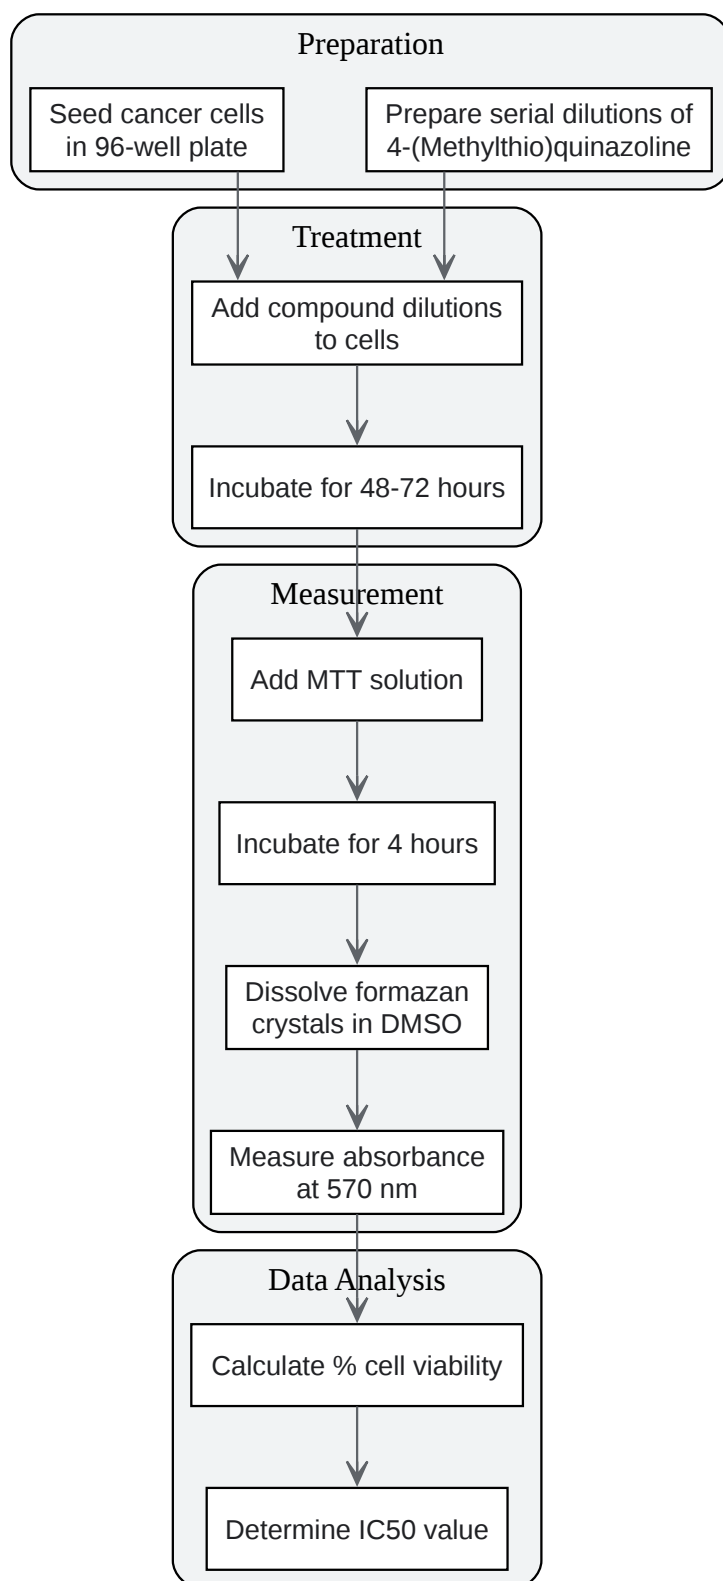 Preparation
Seed cancer cells
in 96-well plate
Prepare serial dilutions of
4-(Methylthio)quinazoline
Treatment
Add compound dilutions
to cells
Incubate for 48-72 hours
Measurement
Add MTT solution
Incubate for 4 hours
Dissolve formazan
crystals in DMSO
Measure absorbance
at 570 nm
Data Analysis
Calculate % cell viability
Determine IC50 value